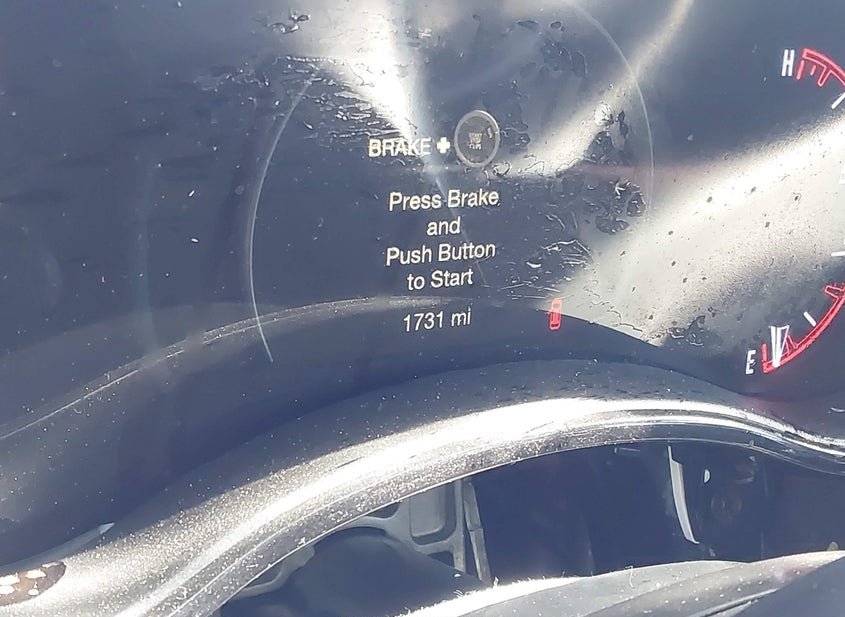 H
BRAKE +
Press Brake
and
Push Button
to Start
1731 mi
E